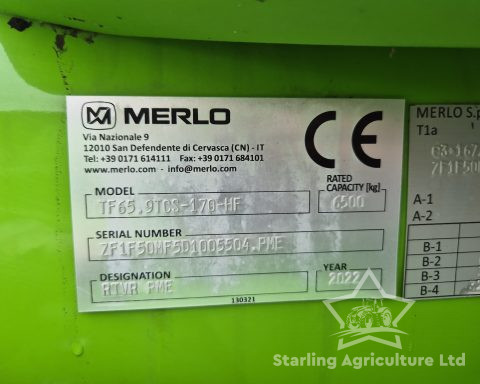 MERLO
Via Nazionale 9
12010 San Defendente di Cervasca (CN) - IT
Tel: +39 0171 614111 Fax: +39 0171 684101
www.merlo.com - info@merlo.com
CE
MODEL
TF65.9TCS-170-HF
RATED
CAPACITY [kg]
6500
SERIAL NUMBER
ZF1F50MF5D1005504.PME
DESIGNATION
RTVR PME
YEAR
2022
130321
MERLO S.p
T1a
A-1
A-2
B-1
B-2
B-3
B-4
Starling Agriculture Ltd